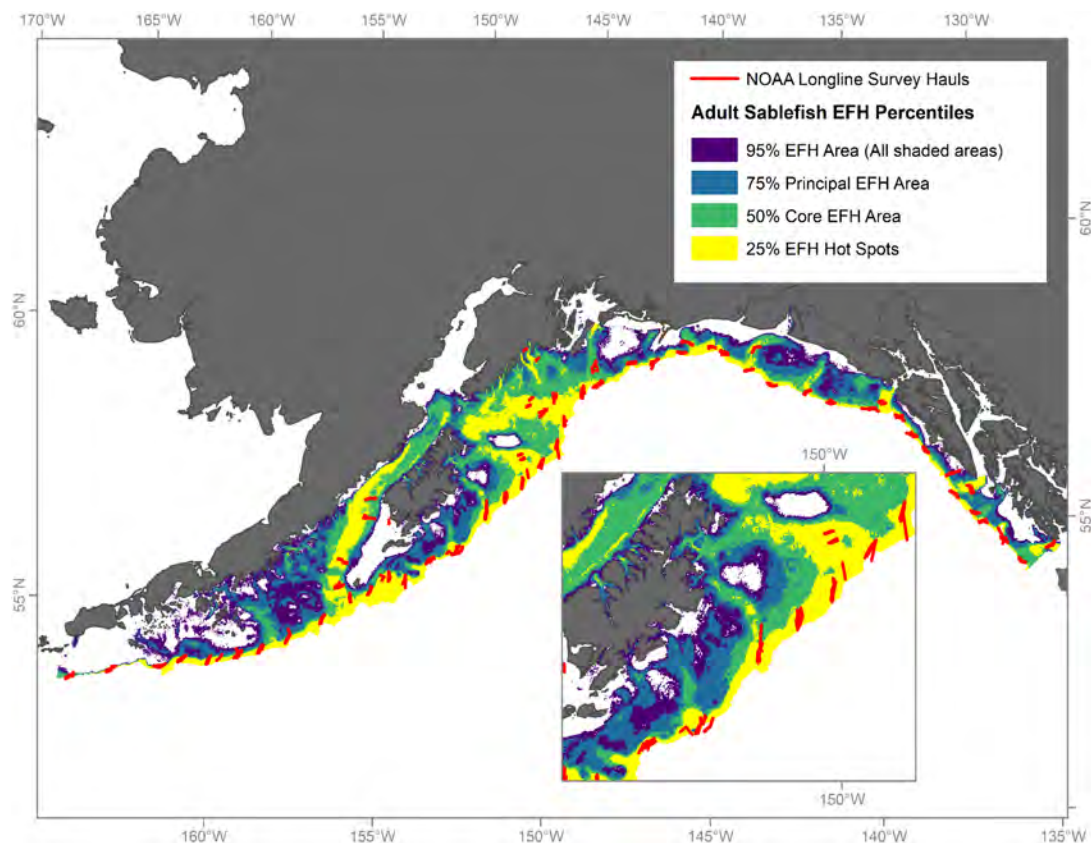 170°W 165°W 160°W 155°W 150°W 145°W 140°W 135°W 130°W
NOAA Longline Survey Hauls
Adult Sablefish EFH Percentiles
95% EFH Area (All shaded areas)
75% Principal EFH Area
50% Core EFH Area
25% EFH Hot Spots
60°N
60°N
150°W
55°N
55°N
150°W
160°W 155°W 150°W 145°W 140°W 135°W